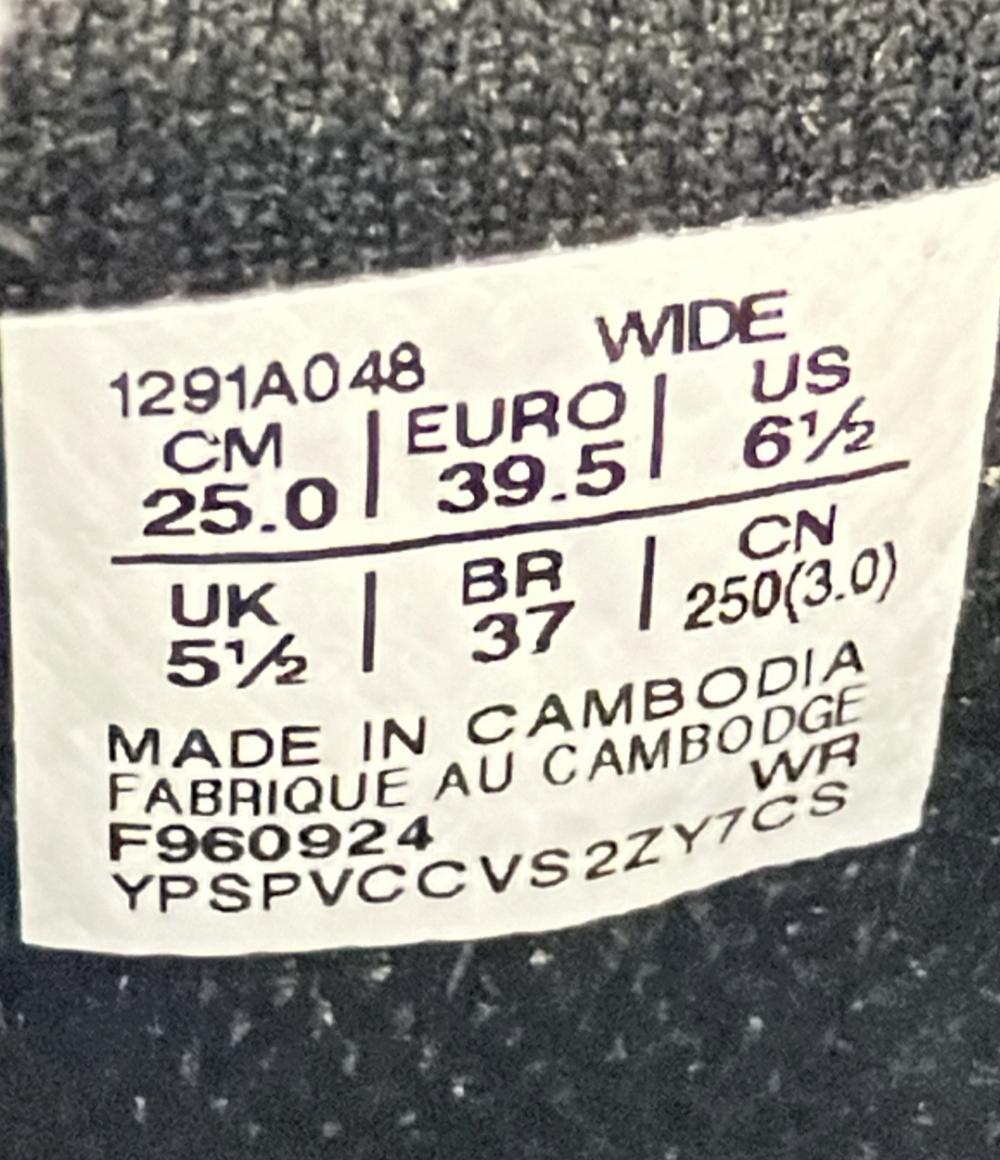 WIDE
1291A048
CM | EURO | US
25.0 | 39.5 | 6½
UK | BR | CN
5½ | 37 | 250(3.0)
MADE IN CAMBODIA
FABRIQUE AU CAMBODGE
WR
F960924
YPSPVCCVS2ZY7CS